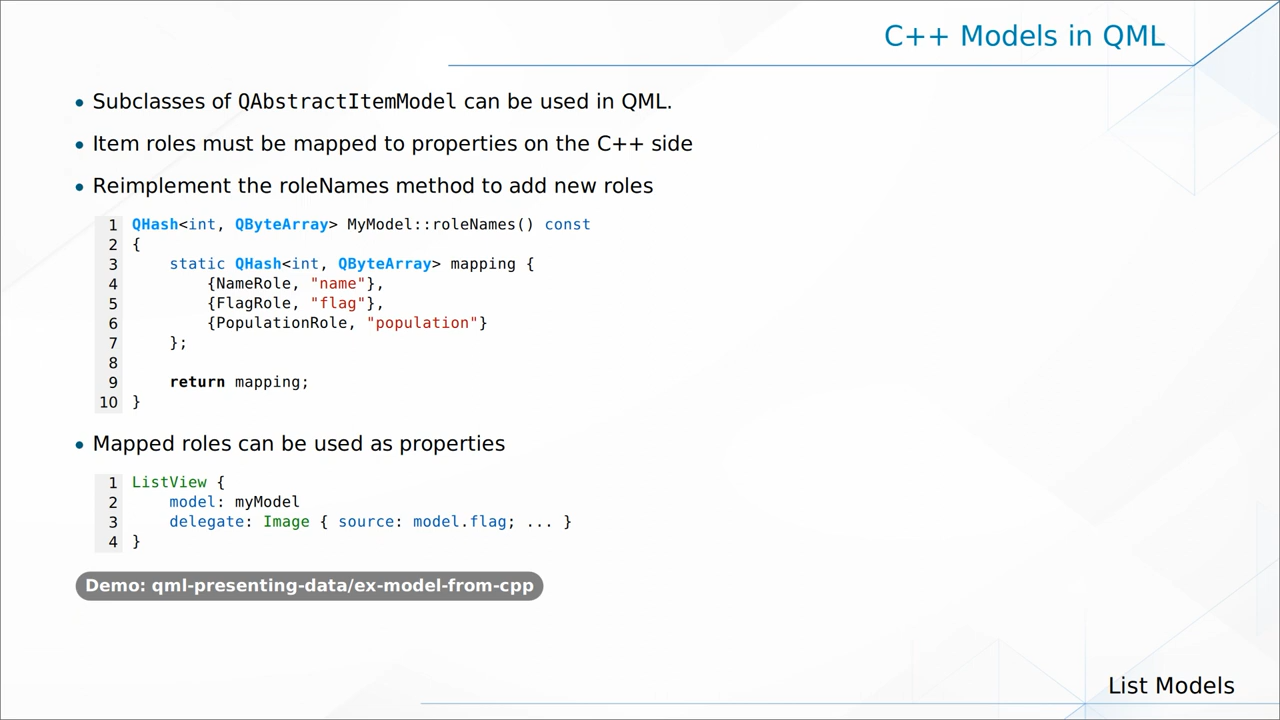 C++ Models in QML
• Subclasses of QAbstractItemModel can be used in QML.
• Item roles must be mapped to properties on the C++ side
• Reimplement the roleNames method to add new roles
1 QHash<int, QByteArray> MyModel::roleNames() const
2 {
3     static QHash<int, QByteArray> mapping {
4         {NameRole, "name"},
5         {FlagRole, "flag"},
6         {PopulationRole, "population"}
7     };
8
9     return mapping;
10 }
• Mapped roles can be used as properties
1 ListView {
2     model: myModel
3     delegate: Image { source: model.flag; ... }
4 }
Demo: qml-presenting-data/ex-model-from-cpp
List Models